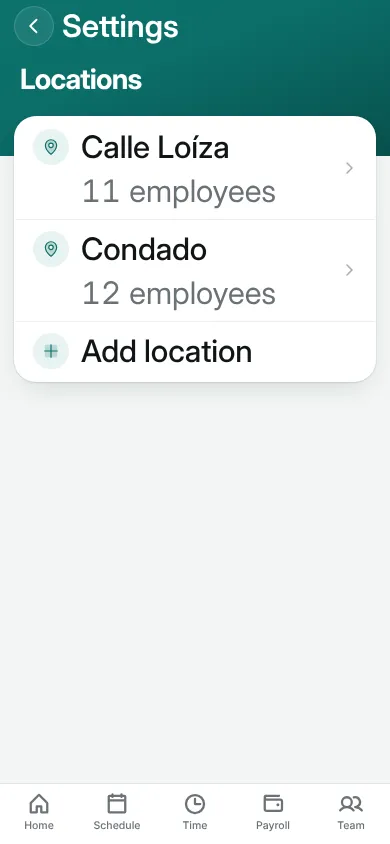 Settings
Locations
Calle Loíza
11 employees
Condado
12 employees
Add location
Home
Schedule
Time
Payroll
Team